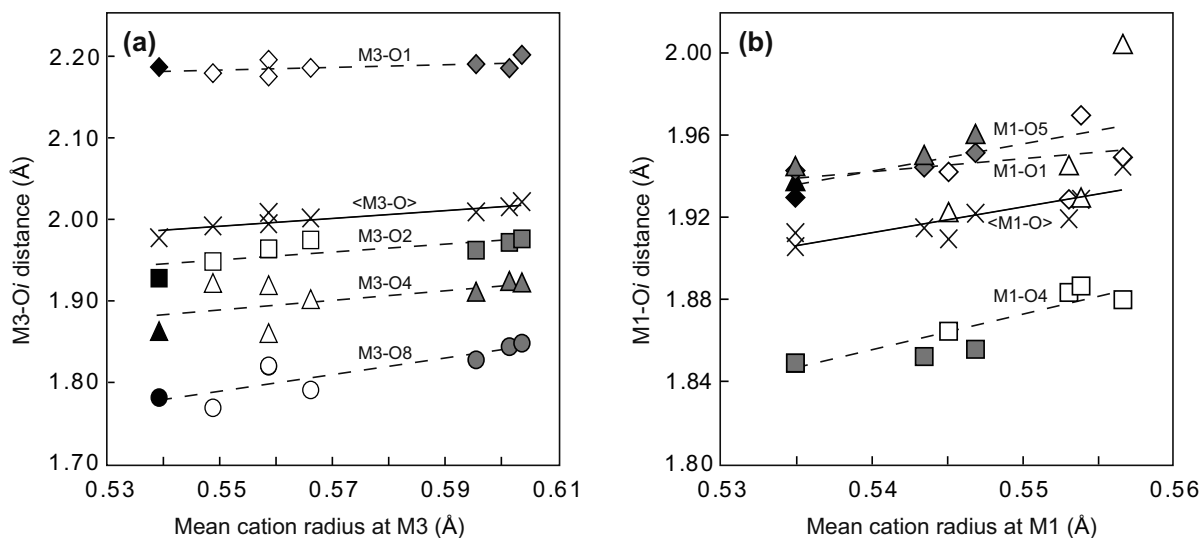 (a)
2.20
2.10
2.00
1.90
1.80
1.70
M3-Oi distance (Å)
M3-O1
<M3-O>
M3-O2
M3-O4
M3-O8
0.53 0.55 0.57 0.59 0.61
Mean cation radius at M3 (Å)
(b)
2.00
1.96
1.92
1.88
1.84
1.80
M1-Oi distance (Å)
M1-O5
M1-O1
<M1-O>
M1-O4
0.53 0.54 0.55 0.56
Mean cation radius at M1 (Å)